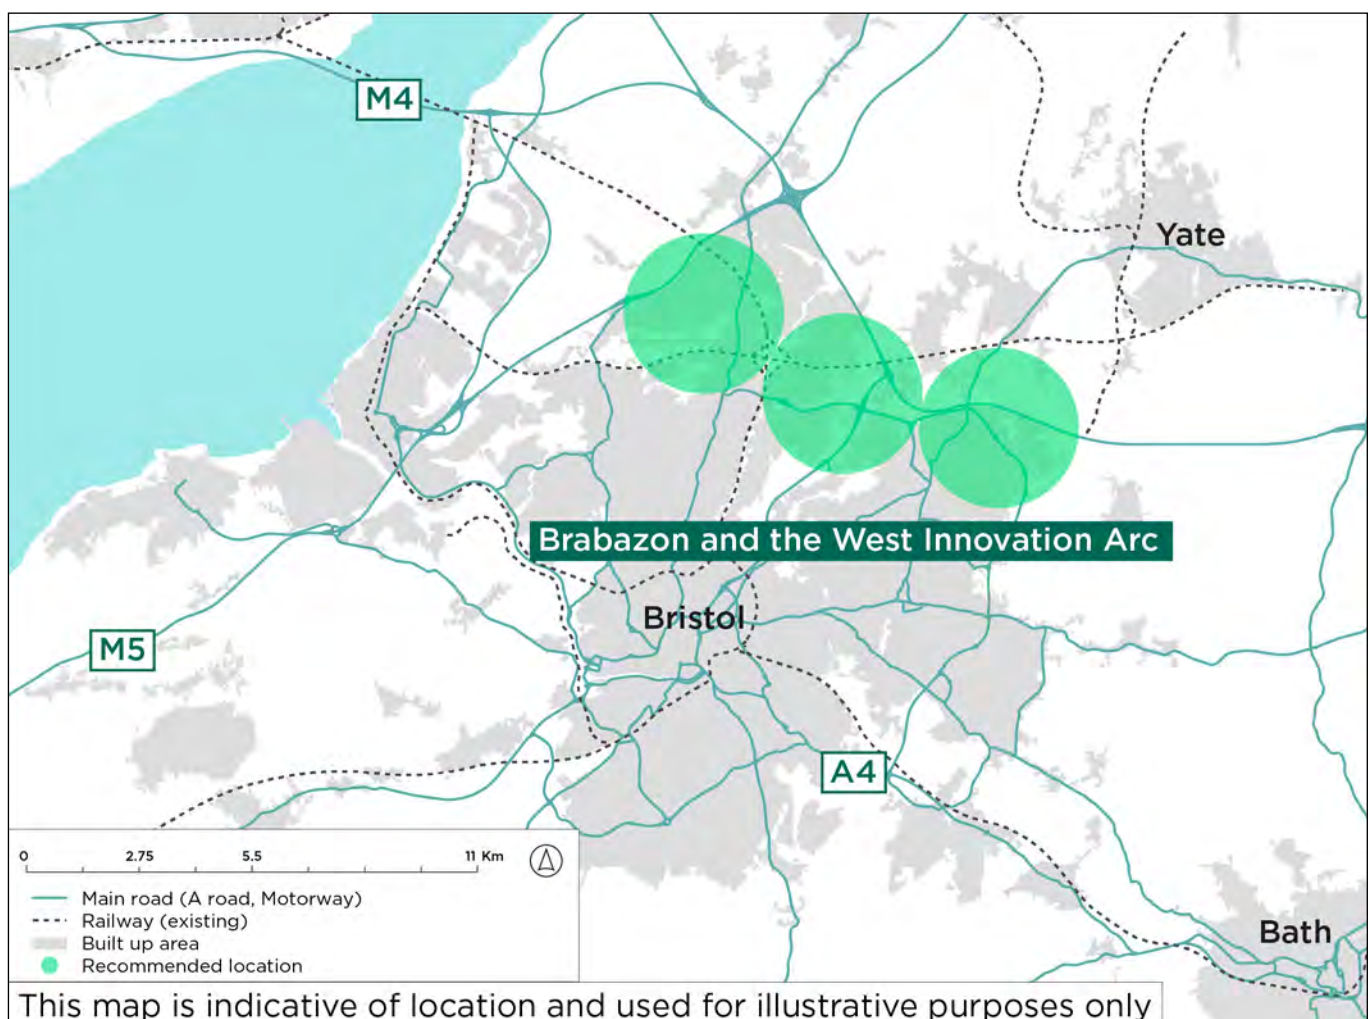 M4
Yate
Brabazon and the West Innovation Arc
Bristol
M5
A4
0 2.75 5.5 11 Km
Main road (A road, Motorway)
Railway (existing)
Built up area
Recommended location
Bath
This map is indicative of location and used for illustrative purposes only